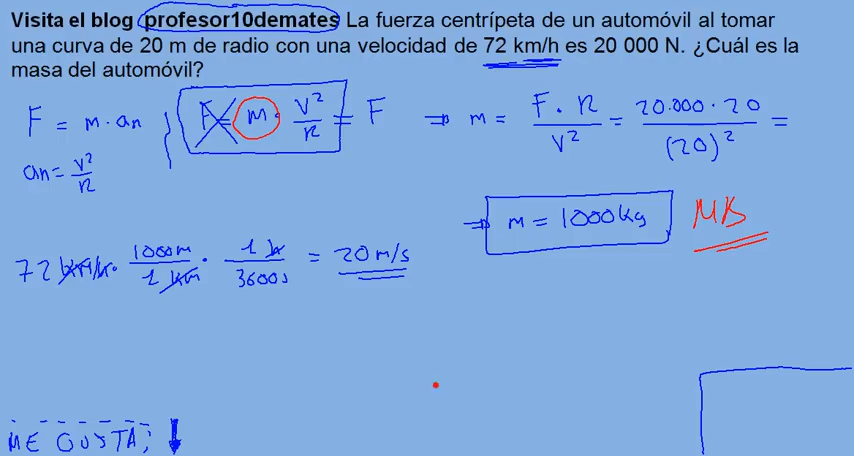 Visita el blog profesor10demates La fuerza centrípeta de un automóvil al tomar
una curva de 20 m de radio con una velocidad de 72 km/h es 20 000 N. ¿Cuál es la
masa del automóvil?
F = m · an } F = m · V²/R = F ⇒ m = F · R / V² = 20.000 · 20 / (20)² =
an = V²/R
⇒ m = 1000 kg MB
72 km/h · 1000 m / 1 km · 1 h / 3600 s = 20 m/s
ME GUSTA;